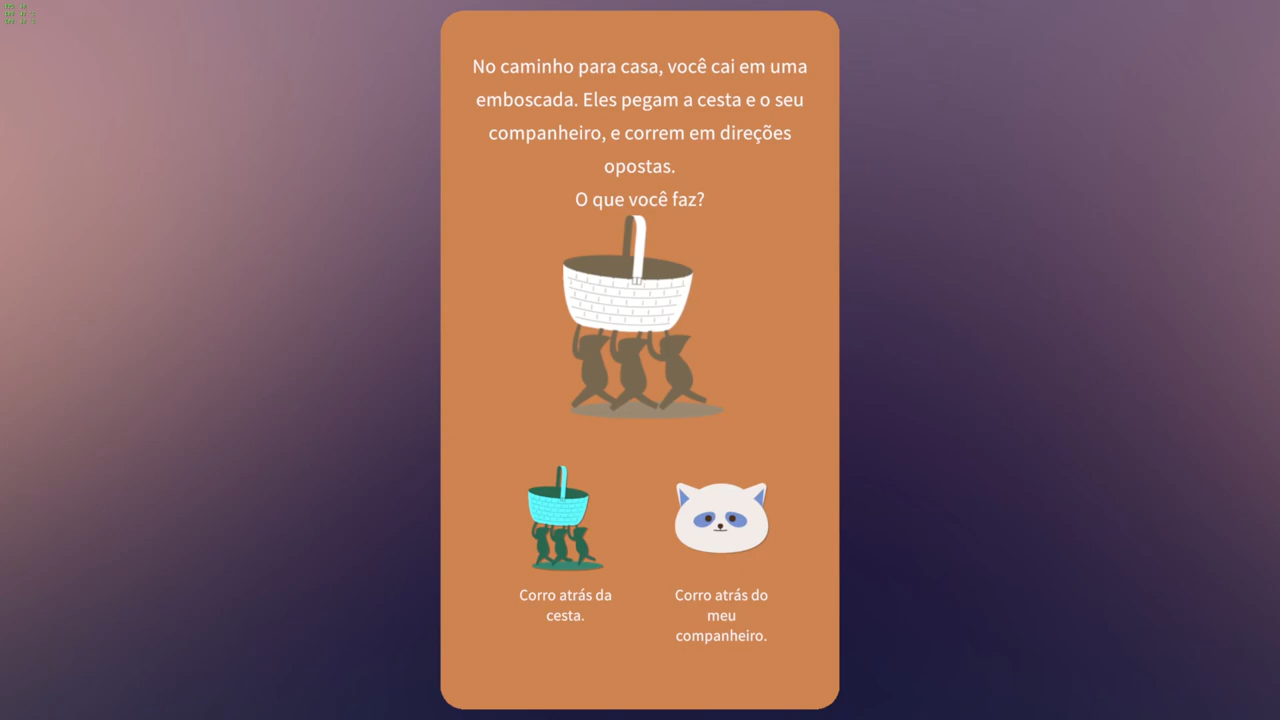 No caminho para casa, você cai em uma
emboscada. Eles pegam a cesta e o seu
companheiro, e correm em direções
opostas.
O que você faz?
Corro atrás da
cesta.
Corro atrás do
meu
companheiro.